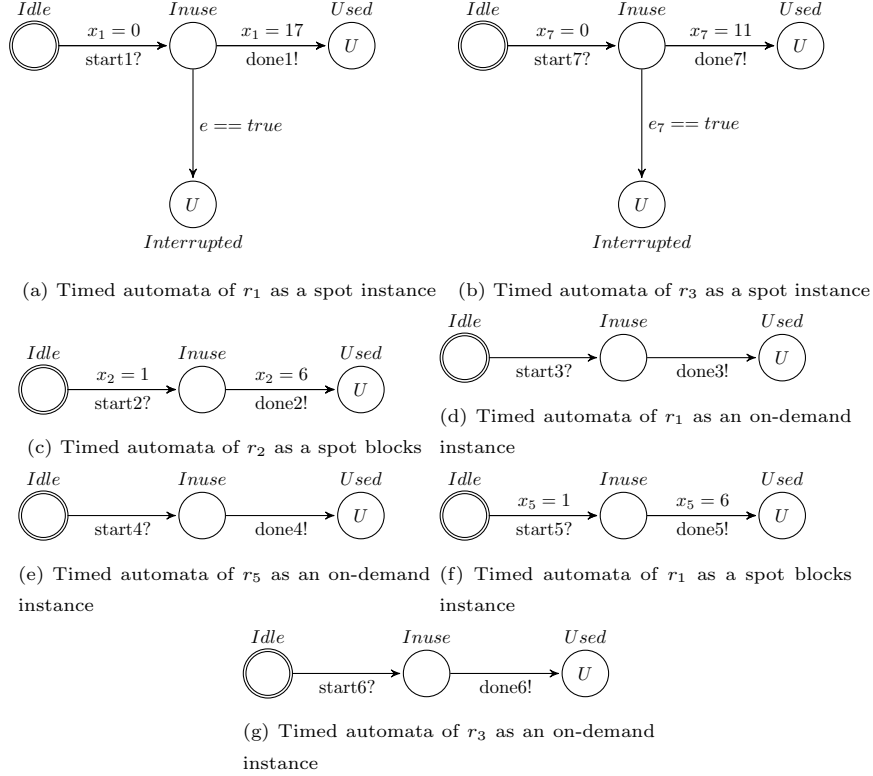 Idle Inuse Used Idle Inuse Used
x₁ = 0 x₁ = 17 x₇ = 0 x₇ = 11
U U
start1? done1! start7? done7!
e == true e₇ == true
U U
Interrupted Interrupted
(a) Timed automata of r₁ as a spot instance (b) Timed automata of r₃ as a spot instance
Idle Inuse Used
x₂ = 1 x₂ = 6
U
start2? done2!
(c) Timed automata of r₂ as a spot blocks
Idle Inuse Used
U
start3? done3!
(d) Timed automata of r₁ as an on-demand
instance
Idle Inuse Used
U
start4? done4!
(e) Timed automata of r₅ as an on-demand
instance
Idle Inuse Used
x₅ = 1 x₅ = 6
U
start5? done5!
(f) Timed automata of r₁ as a spot blocks
instance
Idle Inuse Used
U
start6? done6!
(g) Timed automata of r₃ as an on-demand
instance